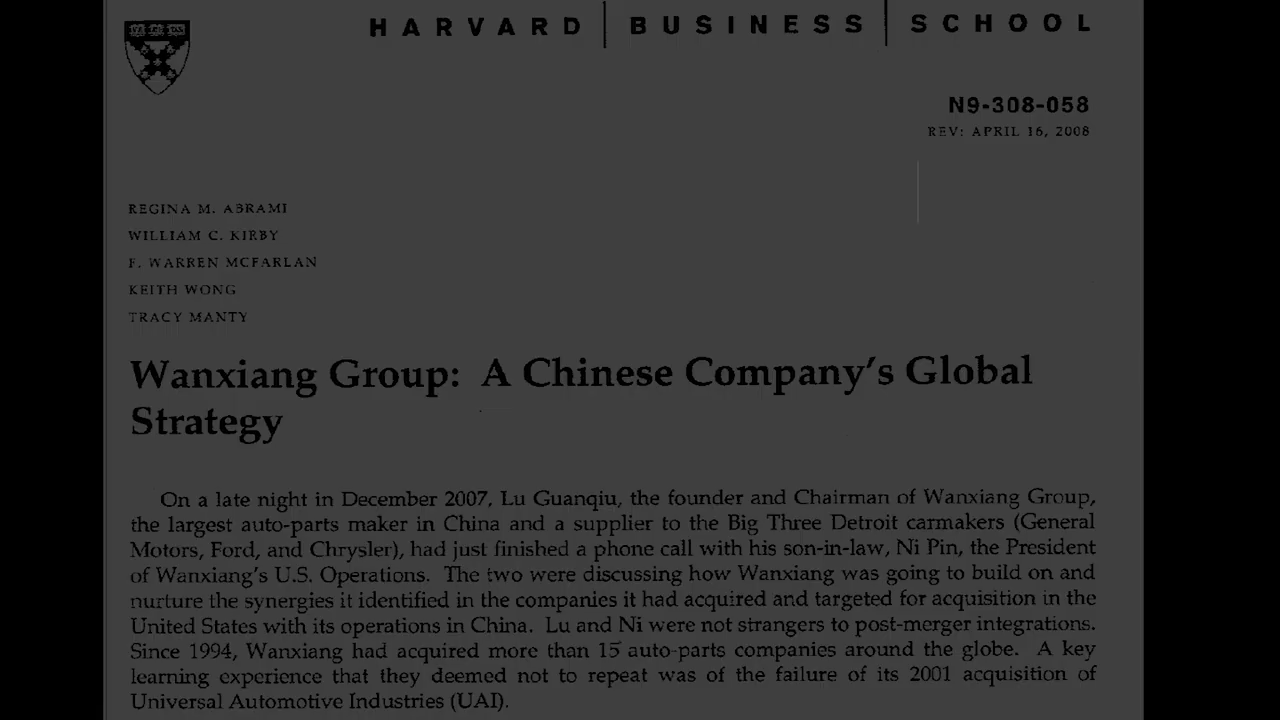 HARVARD | BUSINESS | SCHOOL
N9-308-058
REV: APRIL 16, 2008
REGINA M. ABRAMI
WILLIAM C. KIRBY
F. WARREN MCFARLAN
KEITH WONG
TRACY MANTY
Wanxiang Group: A Chinese Company's Global
Strategy
On a late night in December 2007, Lu Guanqiu, the founder and Chairman of Wanxiang Group,
the largest auto-parts maker in China and a supplier to the Big Three Detroit carmakers (General
Motors, Ford, and Chrysler), had just finished a phone call with his son-in-law, Ni Pin, the President
of Wanxiang's U.S. Operations. The two were discussing how Wanxiang was going to build on and
nurture the synergies it identified in the companies it had acquired and targeted for acquisition in the
United States with its operations in China. Lu and Ni were not strangers to post-merger integrations.
Since 1994, Wanxiang had acquired more than 15 auto-parts companies around the globe. A key
learning experience that they deemed not to repeat was of the failure of its 2001 acquisition of
Universal Automotive Industries (UAI).